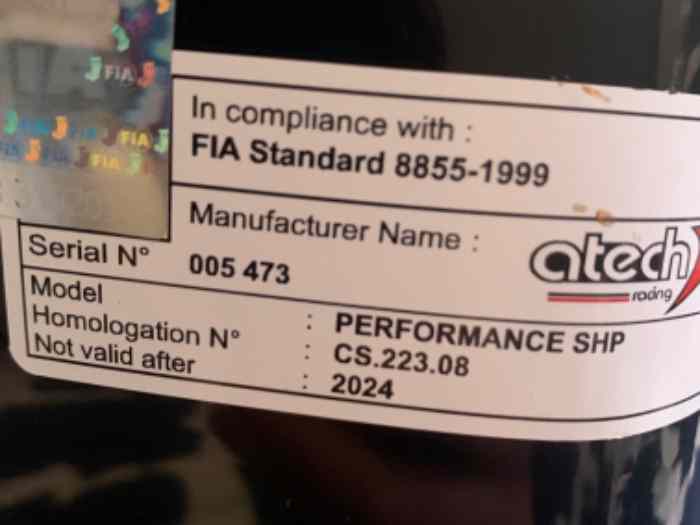 FIA
FIA
FIA FIA
In compliance with :
FIA Standard 8855-1999
Manufacturer Name :
atech
racing
Serial N° 005 473
Model : PERFORMANCE SHP
Homologation N° : CS.223.08
Not valid after : 2024